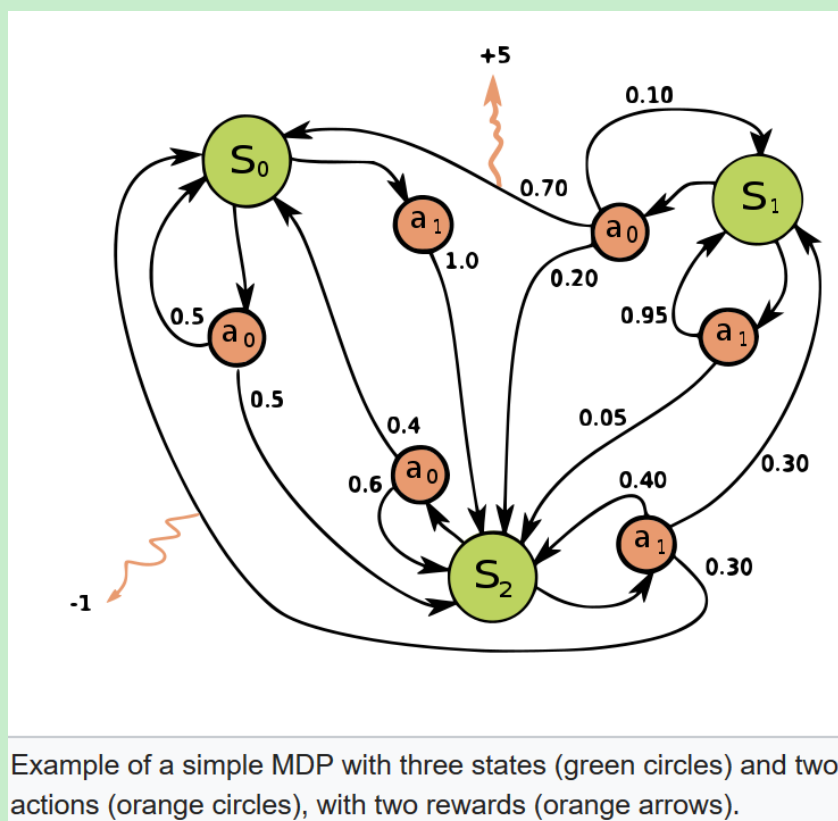 +5
0.10
S₀
S₁
0.70
a₁
a₀
1.0
0.20
0.5
a₀
0.95
a₁
0.5
0.05
0.4
a₀
0.6
0.40
0.30
a₁
S₂
0.30
-1
Example of a simple MDP with three states (green circles) and two
actions (orange circles), with two rewards (orange arrows).